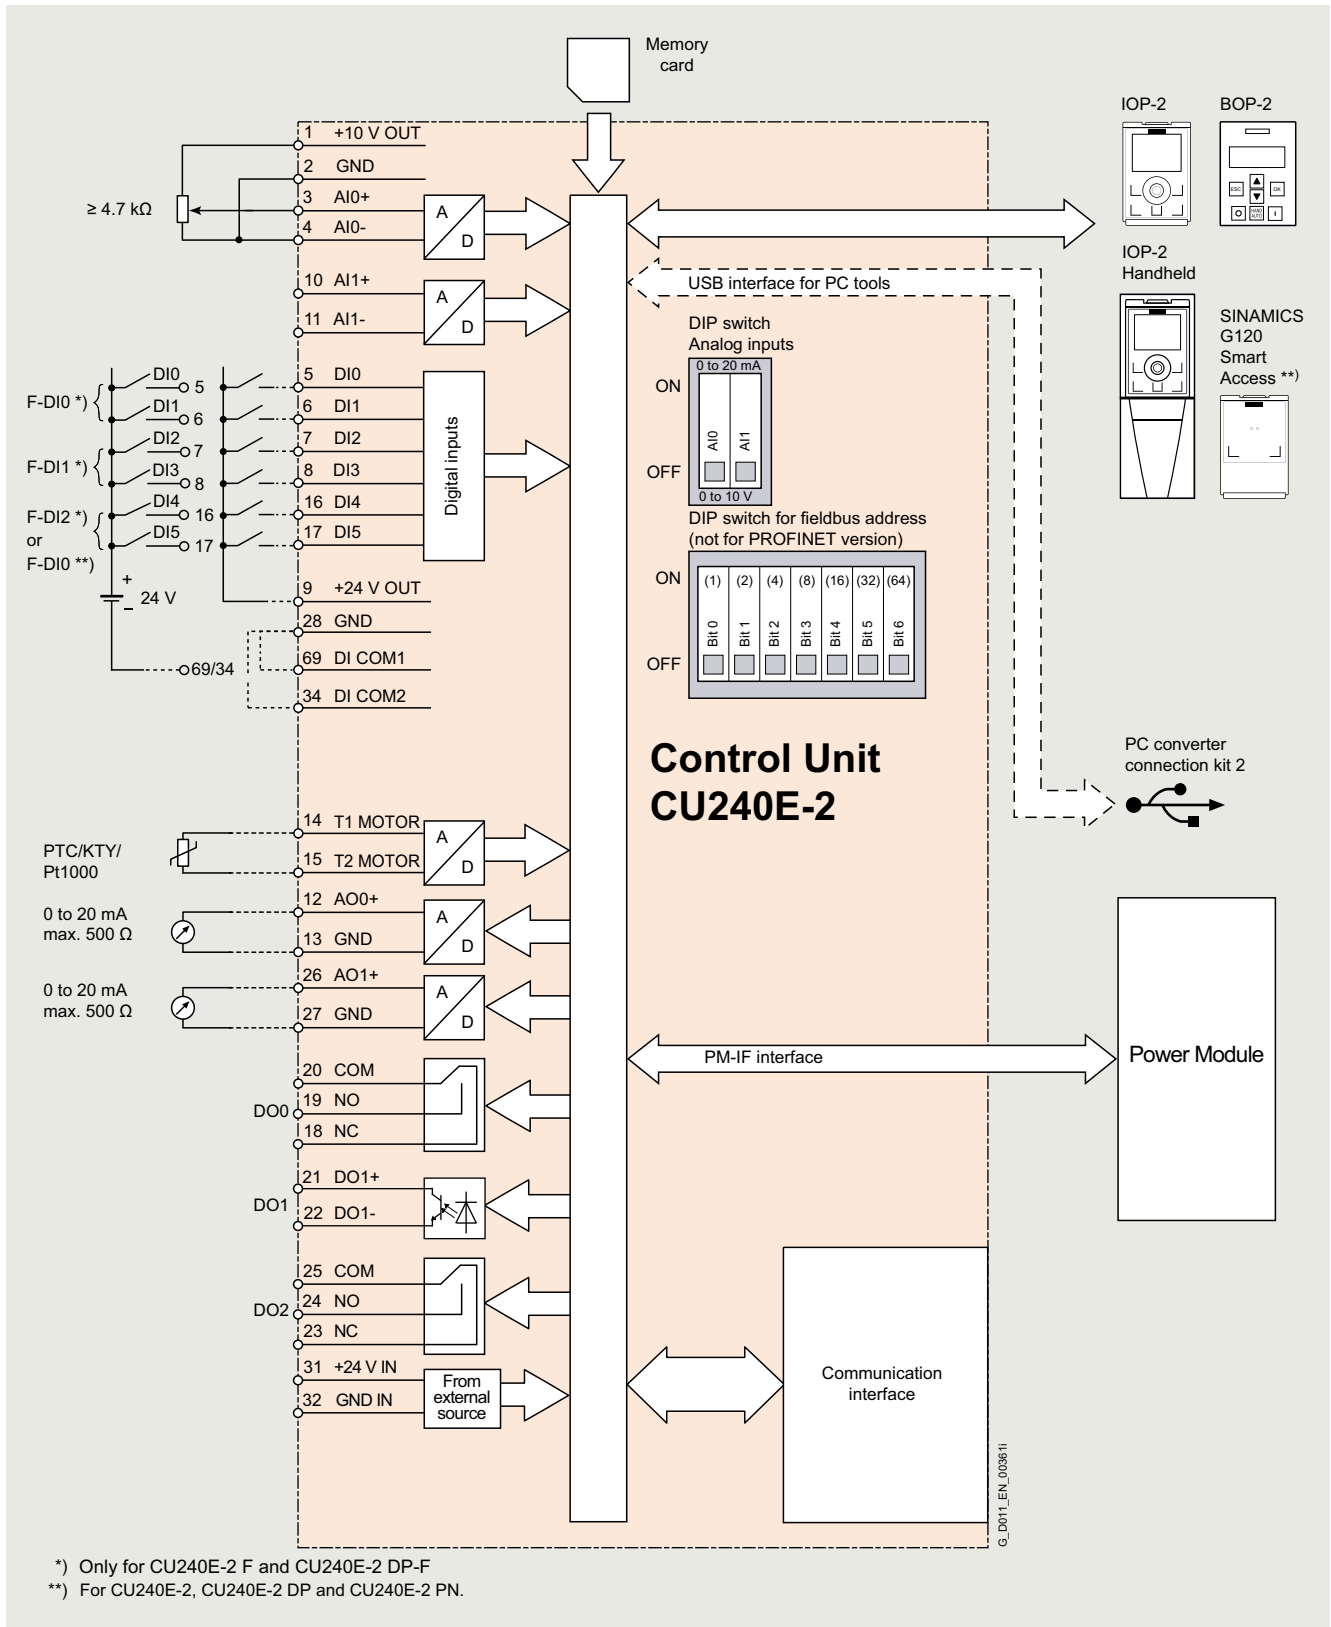 Memory
card
IOP-2
BOP-2
ESC
OK
HAND
AUTO
IOP-2
Handheld
SINAMICS
G120
Smart
Access **)
1 +10 V OUT
2 GND
3 AI0+
4 AI0-
≥ 4.7 kΩ
A
D
10 AI1+
11 AI1-
A
D
USB interface for PC tools
DIP switch
Analog inputs
0 to 20 mA
ON
AI0
AI1
OFF
0 to 10 V
DIP switch for fieldbus address
(not for PROFINET version)
ON
(1) (2) (4) (8) (16) (32) (64)
Bit 0 Bit 1 Bit 2 Bit 3 Bit 4 Bit 5 Bit 6
OFF
F-DI0 *)
F-DI1 *)
F-DI2 *)
or
F-DI0 **)
DI0 5
DI1 6
DI2 7
DI3 8
DI4 16
DI5 17
+
24 V
–
69/34
5 DI0
6 DI1
7 DI2
8 DI3
16 DI4
17 DI5
Digital inputs
9 +24 V OUT
28 GND
69 DI COM1
34 DI COM2
Control Unit
CU240E-2
PC converter
connection kit 2
PTC/KTY/
Pt1000
14 T1 MOTOR
15 T2 MOTOR
A
D
0 to 20 mA
max. 500 Ω
12 AO0+
13 GND
A
D
0 to 20 mA
max. 500 Ω
26 AO1+
27 GND
A
D
PM-IF interface
Power Module
DO0
20 COM
19 NO
18 NC
DO1
21 DO1+
22 DO1-
DO2
25 COM
24 NO
23 NC
31 +24 V IN
32 GND IN
From
external
source
Communication
interface
G_D011_EN_00361i
*) Only for CU240E-2 F and CU240E-2 DP-F
**) For CU240E-2, CU240E-2 DP and CU240E-2 PN.